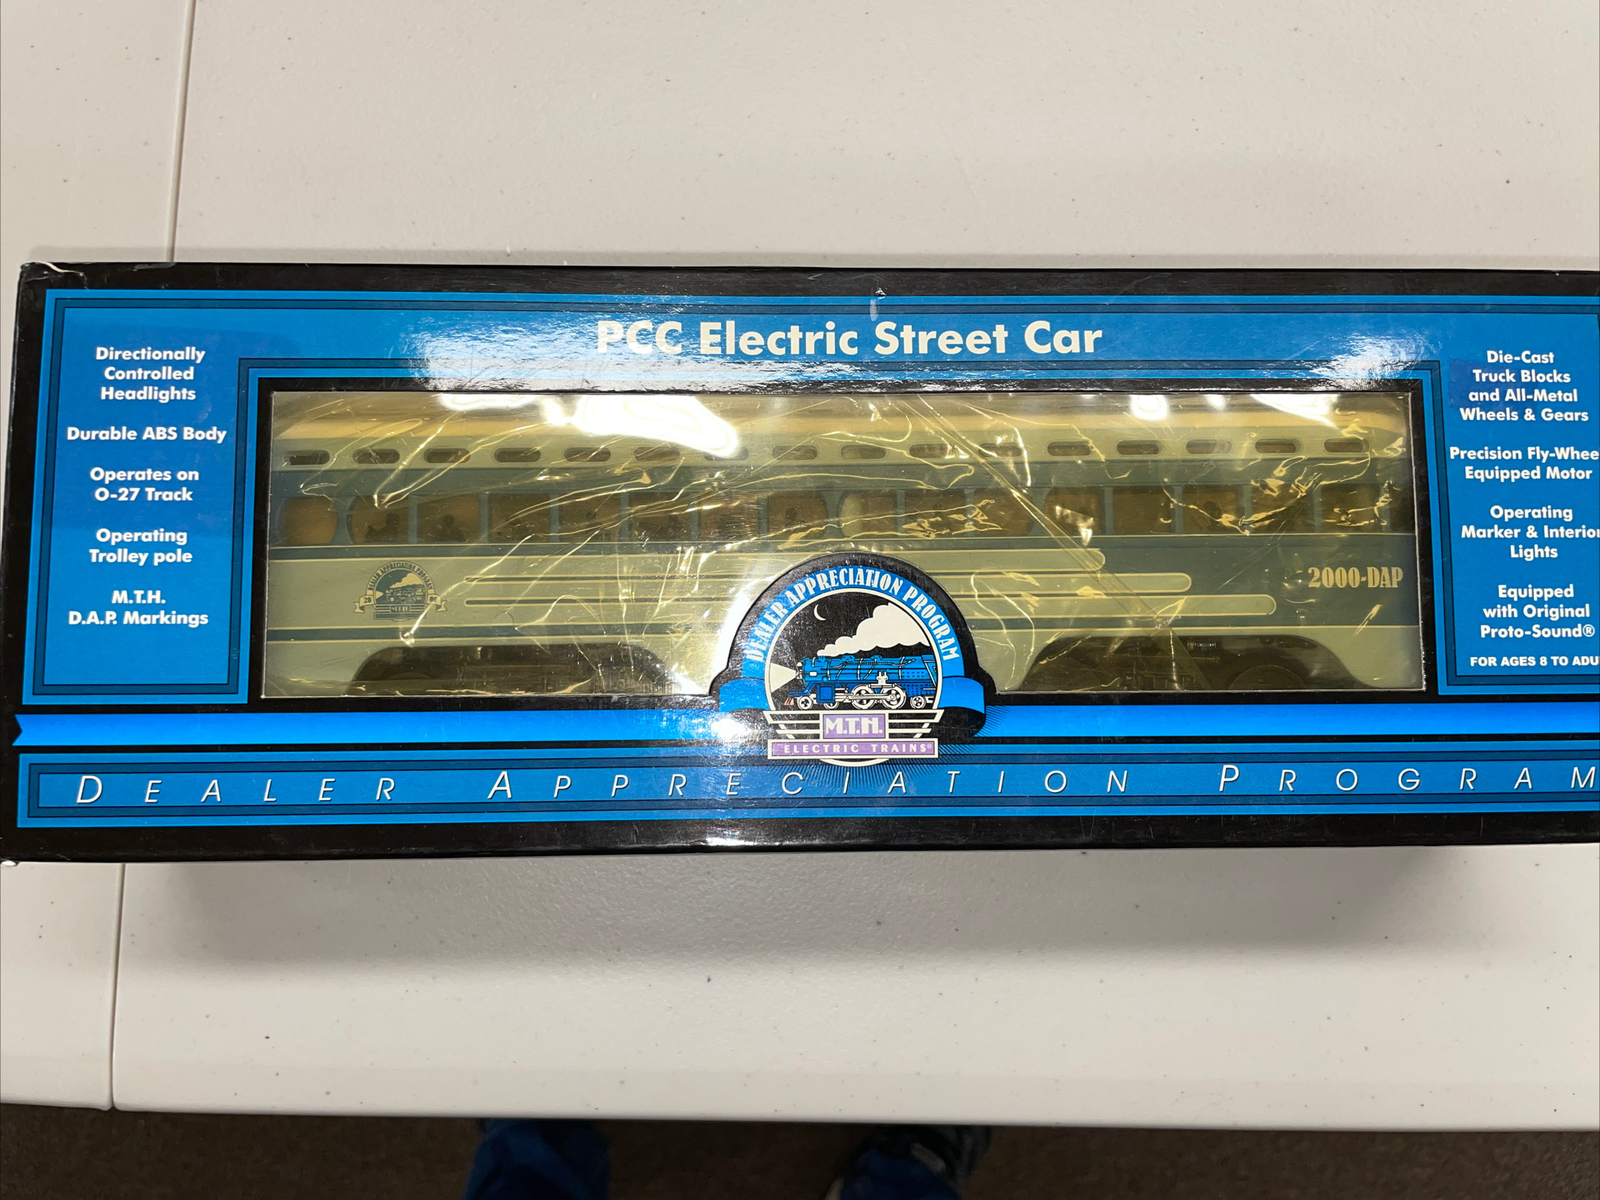 PCC Electric Street Car
Directionally
Controlled
Headlights
Durable ABS Body
Operates on
O-27 Track
Operating
Trolley pole
M.T.H.
D.A.P. Markings
Die-Cast
Truck Blocks
and All-Metal
Wheels & Gears
Precision Fly-Whee
Equipped Motor
Operating
Marker & Interior
Lights
Equipped
with Original
Proto-Sound®
FOR AGES 8 TO ADU
2000-DAP
DEALER APPRECIATION PROGRAM
M.T.H.
ELECTRIC TRAINS®
DEALER APPRECIATION PROGRAM